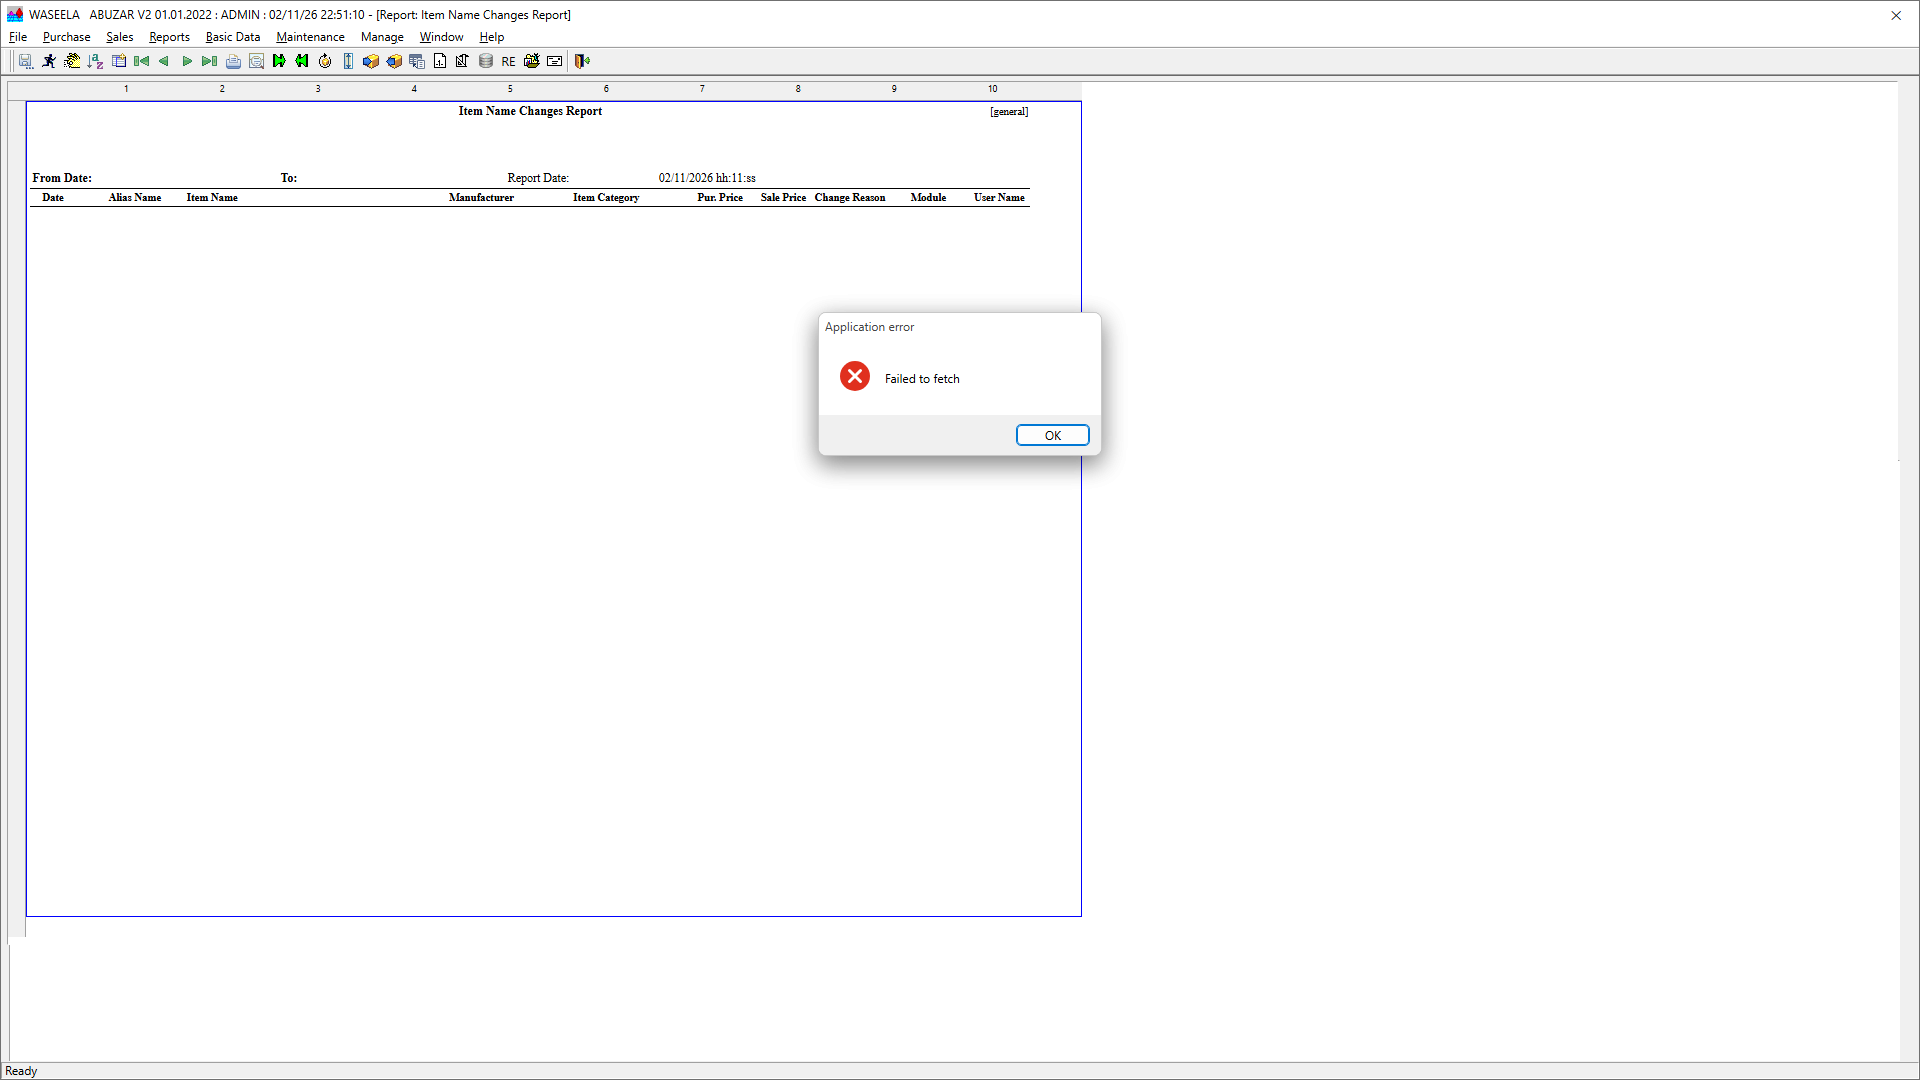 WASEELA   ABUZAR V2 01.01.2022 : ADMIN : 02/11/26 22:51:10 - [Report: Item Name Changes Report]
File Purchase Sales Reports Basic Data Maintenance Manage Window Help
RE
1 2 3 4 5 6 7 8 9 10
Item Name Changes Report [general]
From Date: To: Report Date: 02/11/2026 hh:11:ss
Date Alias Name Item Name Manufacturer Item Category Pur. Price Sale Price Change Reason Module User Name
Application error
Failed to fetch
OK
Ready